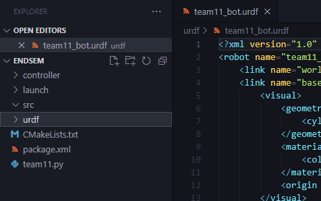 EXPLORER
OPEN EDITORS
team11_bot.urdf urdf
ENDSEM
controller
launch
src
urdf
CMakeLists.txt
package.xml
team11.py
team11_bot.urdf
urdf > team11_bot.urdf
1 <?xml version="1.0"
2 <robot name="team11_
3 <link name="worl
4 <link name="base
5 <visual>
6 <geometr
7 <cyl
8 </geomet
9 <materia
10 <col
11 </materi
12 <origin
13 </visual>